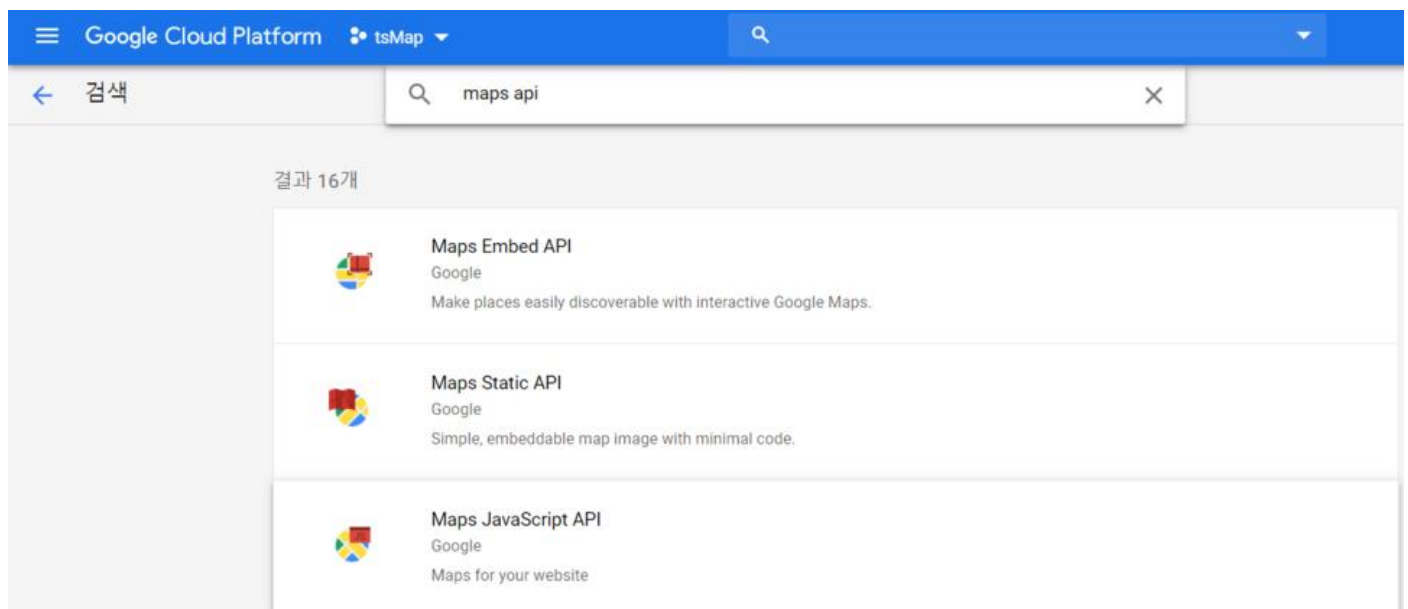 Google Cloud Platform tsMap
검색 maps api
결과 16개
Maps Embed API
Google
Make places easily discoverable with interactive Google Maps.
Maps Static API
Google
Simple, embeddable map image with minimal code.
Maps JavaScript API
Google
Maps for your website